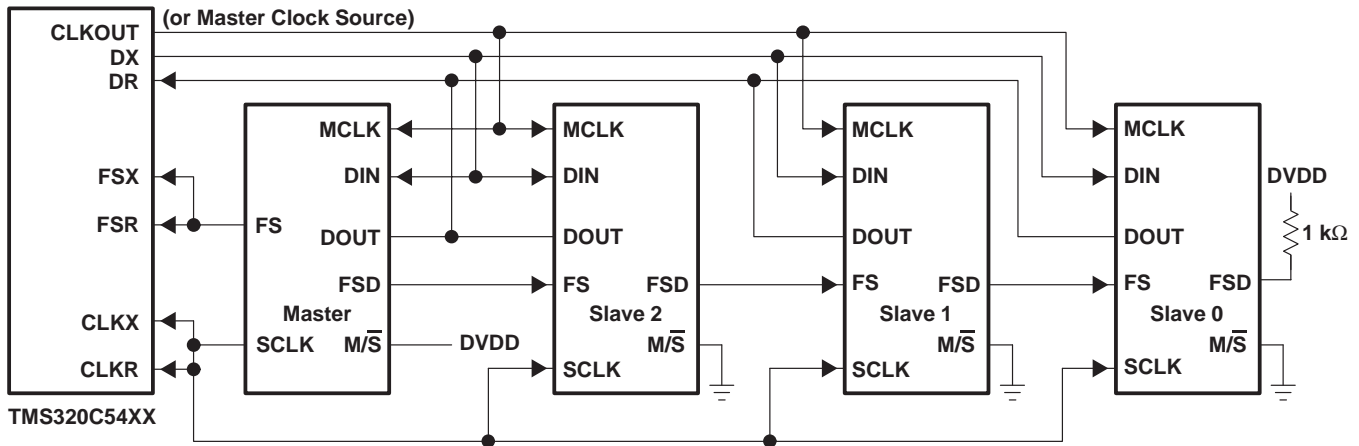 (or Master Clock Source)
CLKOUT
DX
DR
FSX
FSR
CLKX
CLKR
TMS320C54XX
MCLK
DIN
FS
DOUT
FSD
Master
SCLK
M/S̅
DVDD
MCLK
DIN
DOUT
FS
FSD
Slave 2
M/S̅
SCLK
MCLK
DIN
DOUT
FS
FSD
Slave 1
M/S̅
SCLK
MCLK
DIN
DOUT
FS
FSD
Slave 0
M/S̅
SCLK
DVDD
1 kΩ